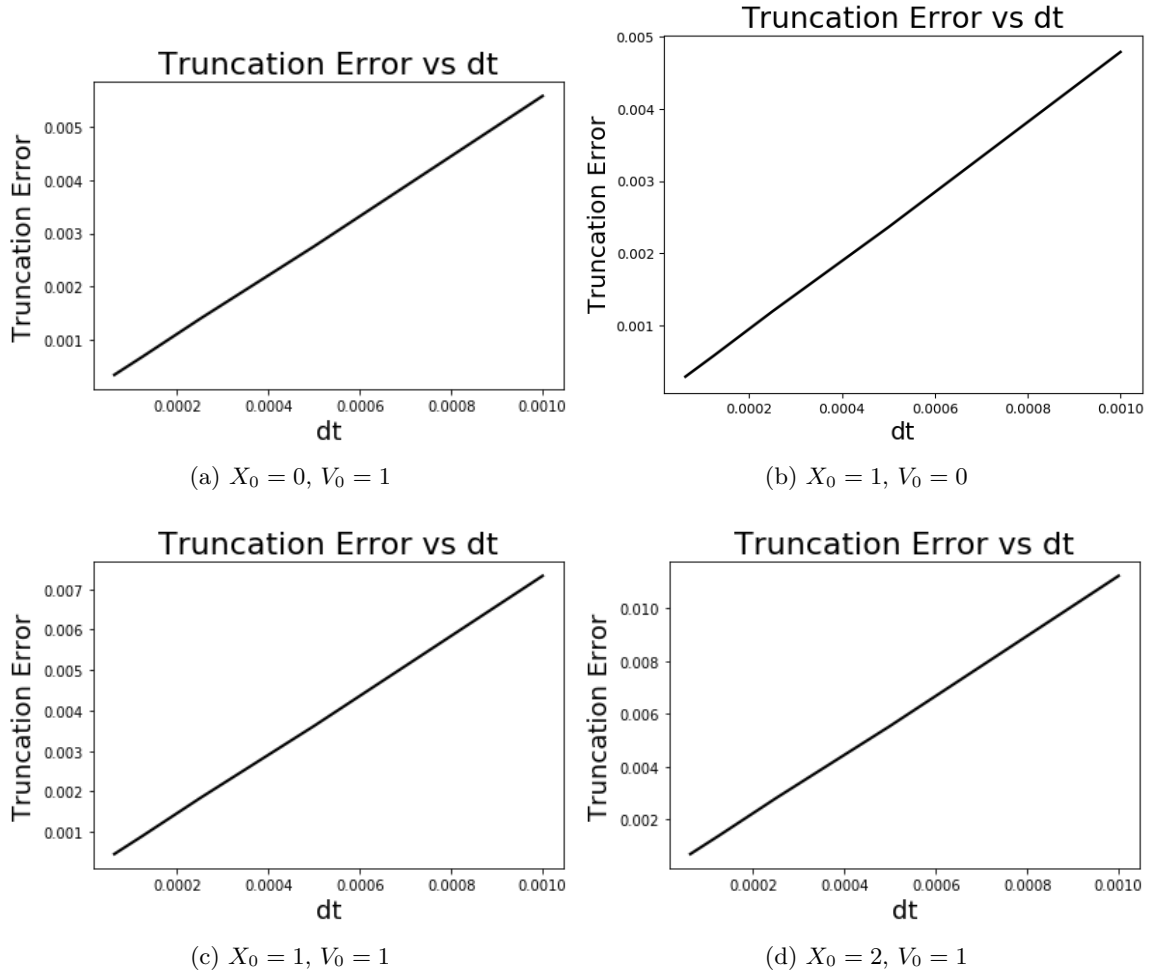 Truncation Error vs dt
Truncation Error
0.005
0.004
0.003
0.002
0.001
0.0002 0.0004 0.0006 0.0008 0.0010
dt
(a) X₀ = 0, V₀ = 1
Truncation Error vs dt
Truncation Error
0.005
0.004
0.003
0.002
0.001
0.0002 0.0004 0.0006 0.0008 0.0010
dt
(b) X₀ = 1, V₀ = 0
Truncation Error vs dt
Truncation Error
0.007
0.006
0.005
0.004
0.003
0.002
0.001
0.0002 0.0004 0.0006 0.0008 0.0010
dt
(c) X₀ = 1, V₀ = 1
Truncation Error vs dt
Truncation Error
0.010
0.008
0.006
0.004
0.002
0.0002 0.0004 0.0006 0.0008 0.0010
dt
(d) X₀ = 2, V₀ = 1